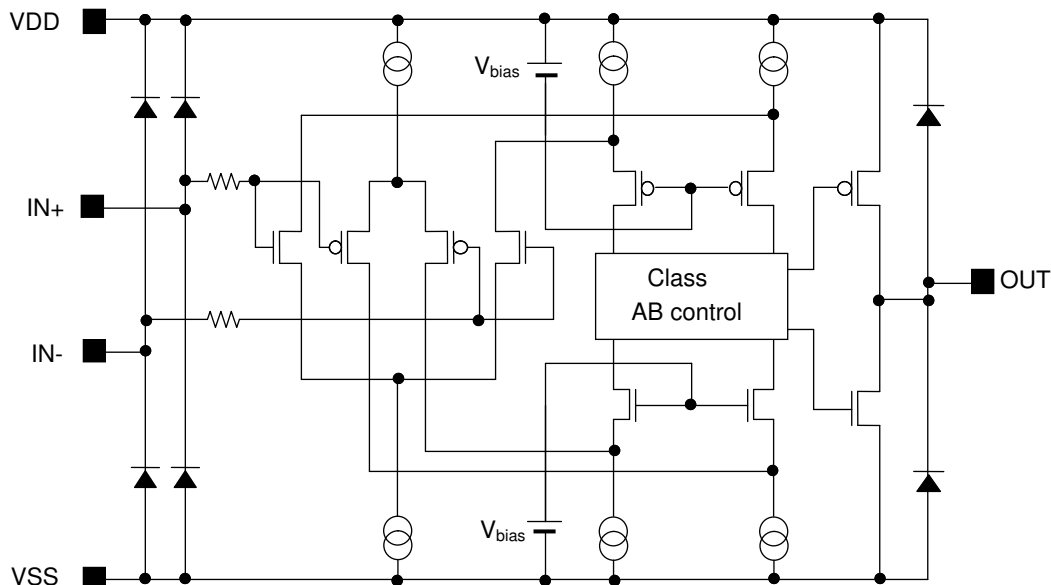 VDD
Vbias
IN+
Class
AB control
OUT
IN-
Vbias
VSS